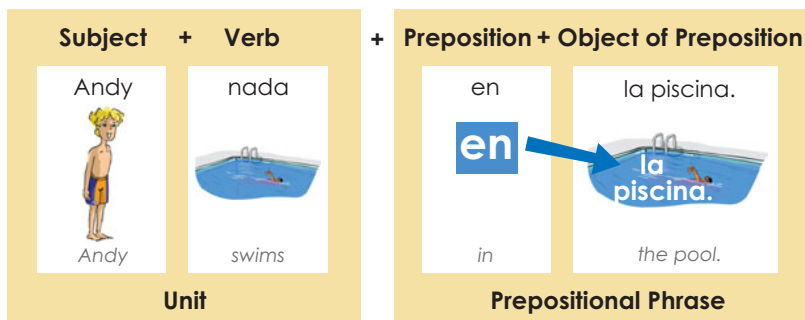 Subject + Verb + Preposition + Object of Preposition
Andy nada en la piscina.
en
la
piscina.
Andy swims in the pool.
Unit Prepositional Phrase